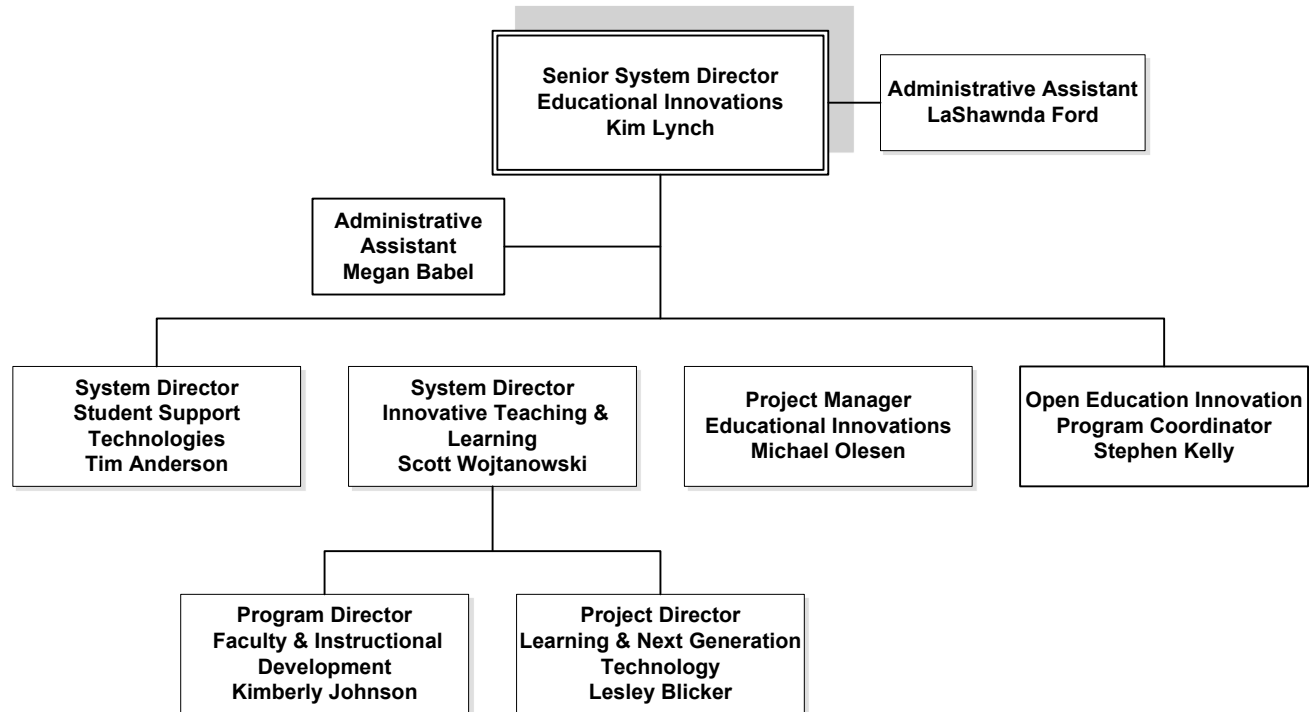 Senior System Director
Educational Innovations
Kim Lynch
Administrative Assistant
LaShawnda Ford
Administrative
Assistant
Megan Babel
System Director
Student Support
Technologies
Tim Anderson
System Director
Innovative Teaching &
Learning
Scott Wojtanowski
Project Manager
Educational Innovations
Michael Olesen
Open Education Innovation
Program Coordinator
Stephen Kelly
Program Director
Faculty & Instructional
Development
Kimberly Johnson
Project Director
Learning & Next Generation
Technology
Lesley Blicker